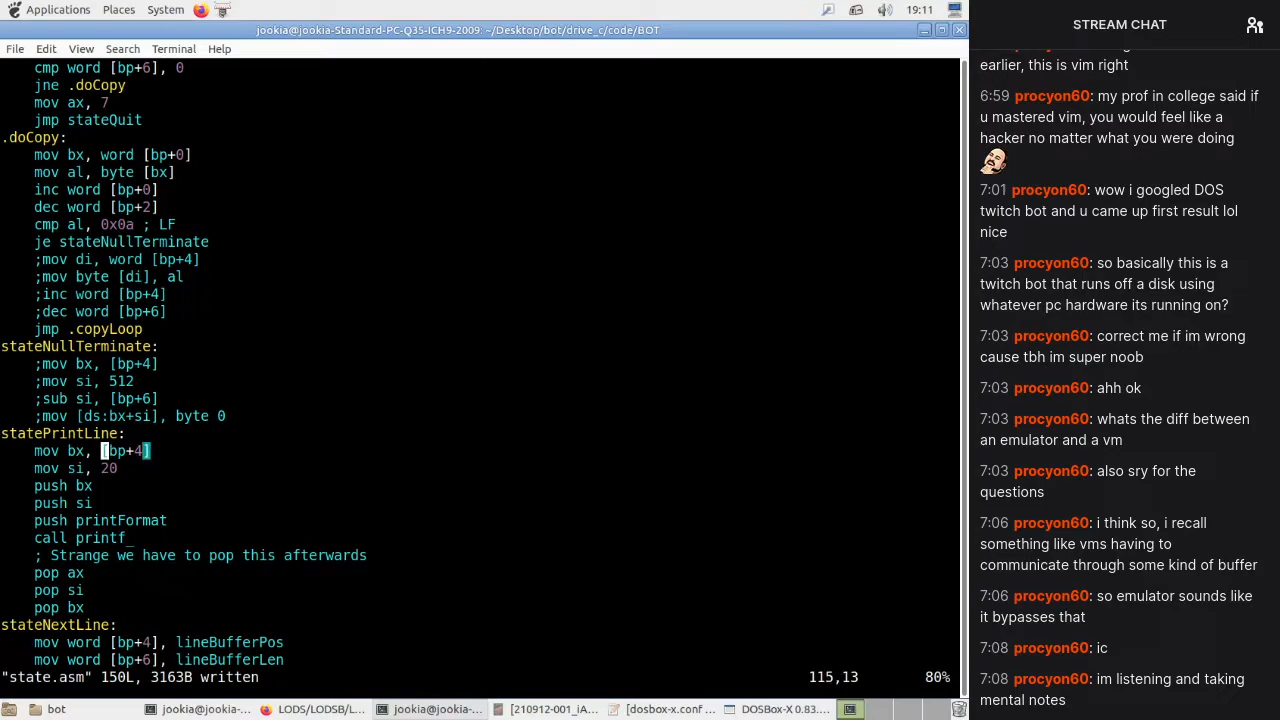 Applications Places System 19:11
jookia@jookia-Standard-PC-Q35-ICH9-2009: ~/Desktop/bot/drive_c/code/BOT
File Edit View Search Terminal Help
cmp word [bp+6], 0
jne .doCopy
mov ax, 7
jmp stateQuit
.doCopy:
mov bx, word [bp+0]
mov al, byte [bx]
inc word [bp+0]
dec word [bp+2]
cmp al, 0x0a ; LF
je stateNullTerminate
;mov di, word [bp+4]
;mov byte [di], al
;inc word [bp+4]
;dec word [bp+6]
jmp .copyLoop
stateNullTerminate:
;mov bx, [bp+4]
;mov si, 512
;sub si, [bp+6]
;mov [ds:bx+si], byte 0
statePrintLine:
mov bx, [bp+4]
mov si, 20
push bx
push si
push printFormat
call printf_
; Strange we have to pop this afterwards
pop ax
pop si
pop bx
stateNextLine:
mov word [bp+4], lineBufferPos
mov word [bp+6], lineBufferLen
"state.asm" 150L, 3163B written 115,13 80%
bot jookia@jookia-... LODS/LODSB/L... jookia@jookia-... [210912-001_iA... [dosbox-x.conf ... DOSBox-X 0.83....
STREAM CHAT
earlier, this is vim right
6:59 procyon60: my prof in college said if
u mastered vim, you would feel like a
hacker no matter what you were doing
7:01 procyon60: wow i googled DOS
twitch bot and u came up first result lol
nice
7:03 procyon60: so basically this is a
twitch bot that runs off a disk using
whatever pc hardware its running on?
7:03 procyon60: correct me if im wrong
cause tbh im super noob
7:03 procyon60: ahh ok
7:03 procyon60: whats the diff between
an emulator and a vm
7:03 procyon60: also sry for the
questions
7:06 procyon60: i think so, i recall
something like vms having to
communicate through some kind of buffer
7:06 procyon60: so emulator sounds like
it bypasses that
7:08 procyon60: ic
7:08 procyon60: im listening and taking
mental notes